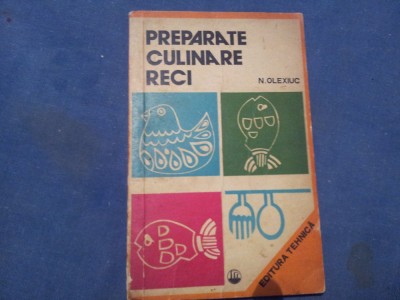 PREPARATE
CULINARE
RECI
N. OLEXIUC
EDITURA TEHNICĂ